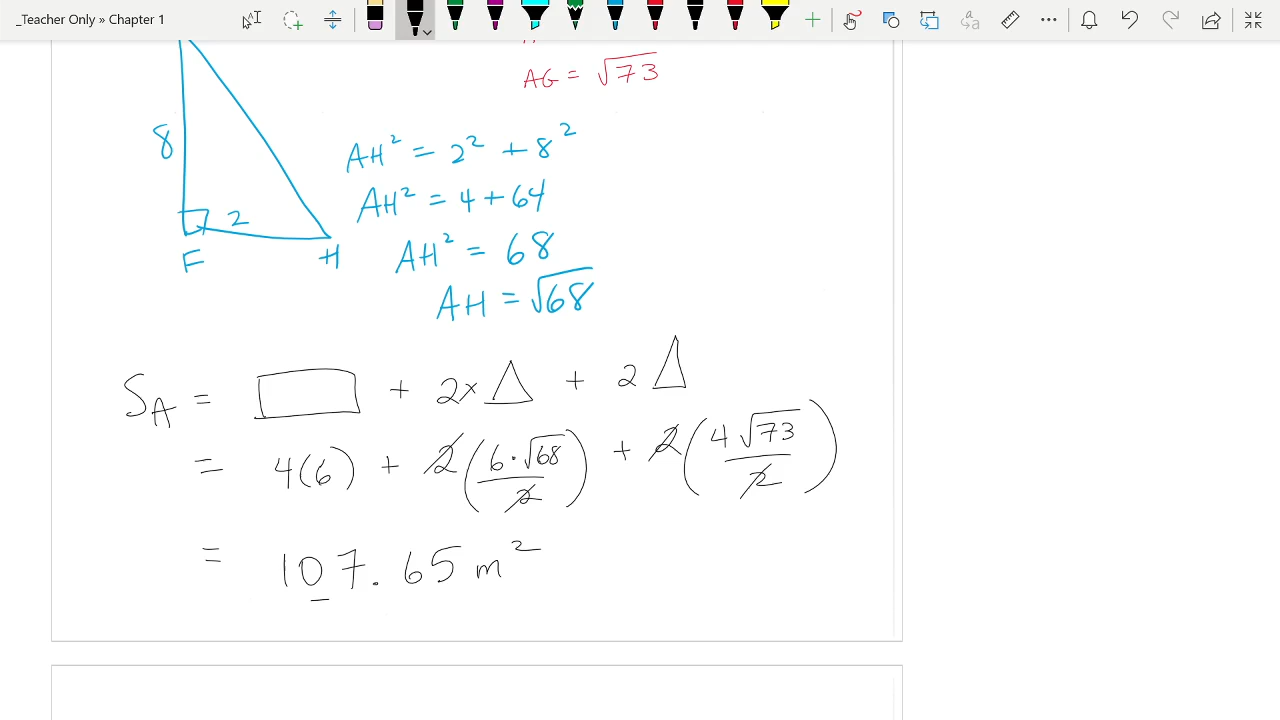 _Teacher Only » Chapter 1
AG = √73
8
2
F H
AH² = 2² + 8²
AH² = 4 + 64
AH² = 68
AH = √68
S_A = ▭ + 2× △ + 2 △
= 4(6) + 2(6·√68/2) + 2(4√73/2)
= 107.65 m²